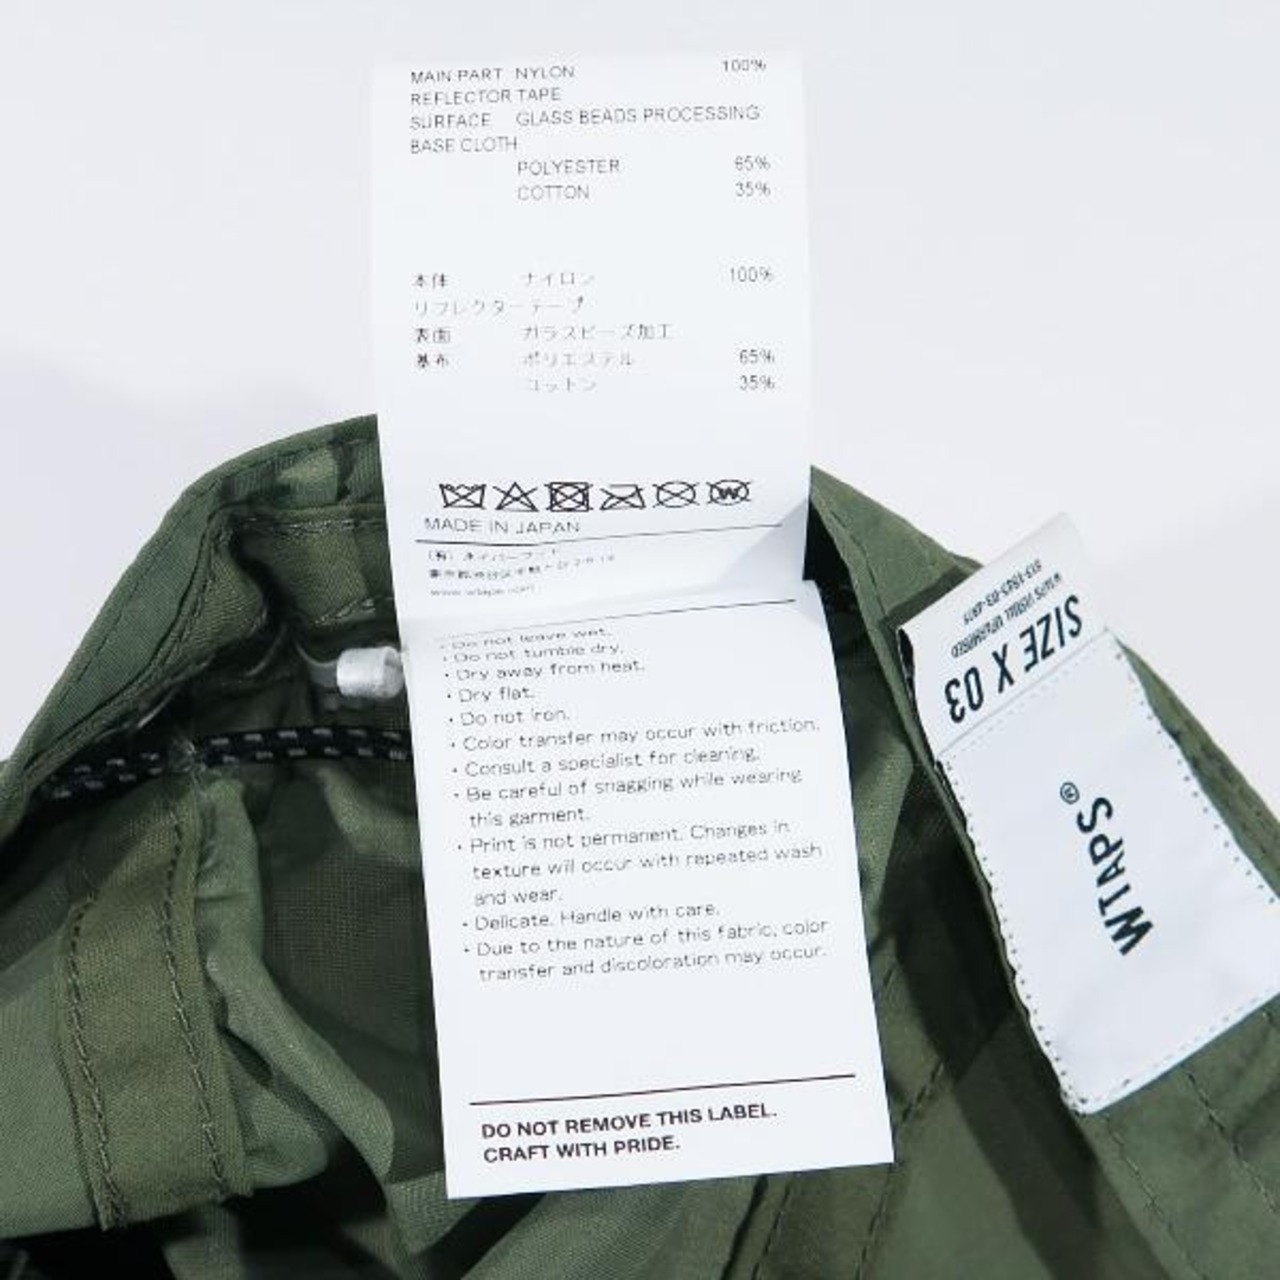 MAIN PART NYLON 100%
REFLECTOR TAPE
SURFACE GLASS BEADS PROCESSING
BASE CLOTH
POLYESTER 65%
COTTON 35%
本体 ナイロン 100%
リフレクターテープ
表面 ガラスビーズ加工
基布 ポリエステル 65%
コットン 35%
MADE IN JAPAN
・Do not leave wet.
・Do not tumble dry.
・Dry away from heat.
・Dry flat.
・Do not iron.
・Color transfer may occur with friction.
・Consult a specialist for cleaning.
・Be careful of snagging while wearing
this garment.
・Print is not permanent. Changes in
texture will occur with repeated wash
and wear.
・Delicate. Handle with care.
・Due to the nature of this fabric, color
transfer and discoloration may occur.
DO NOT REMOVE THIS LABEL.
CRAFT WITH PRIDE.
SIZE X 03
WTAPS®